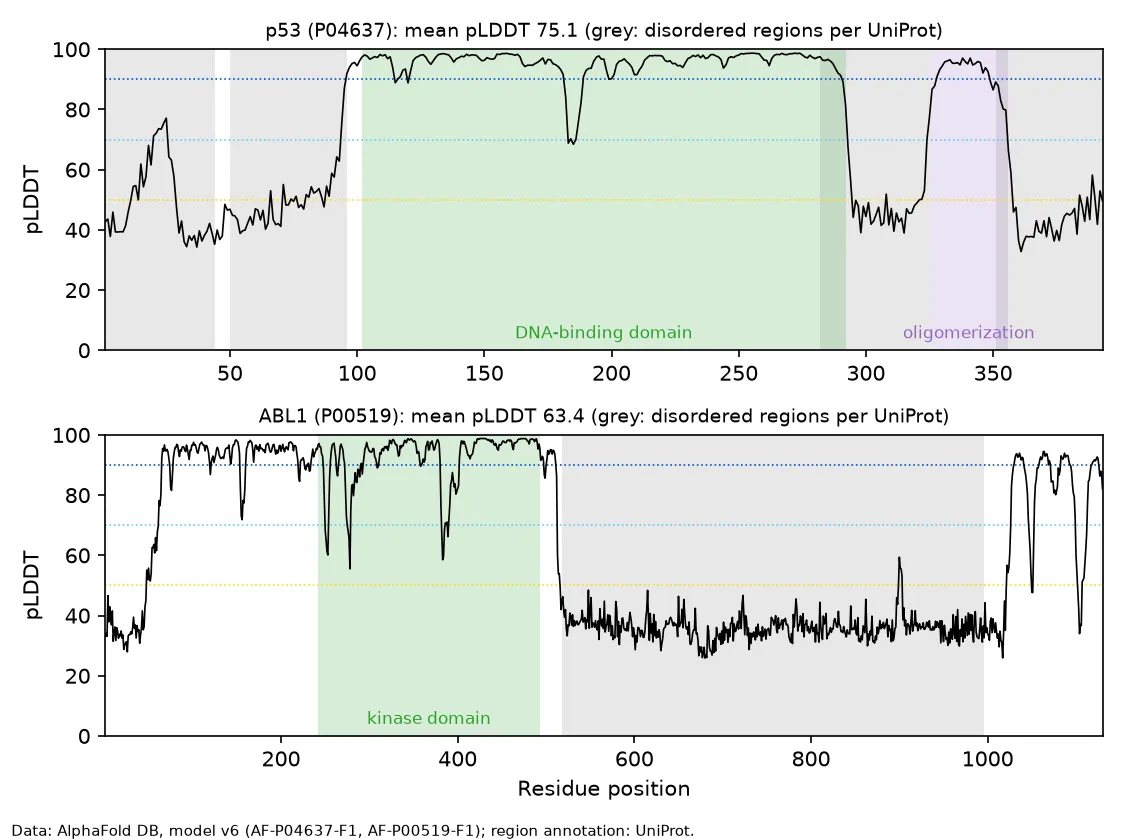 p53 (P04637): mean pLDDT 75.1 (grey: disordered regions per UniProt)
100
80
60
40
20
0
pLDDT
DNA-binding domain
oligomerization
50 100 150 200 250 300 350
ABL1 (P00519): mean pLDDT 63.4 (grey: disordered regions per UniProt)
100
80
60
40
20
0
pLDDT
kinase domain
200 400 600 800 1000
Residue position
Data: AlphaFold DB, model v6 (AF-P04637-F1, AF-P00519-F1); region annotation: UniProt.